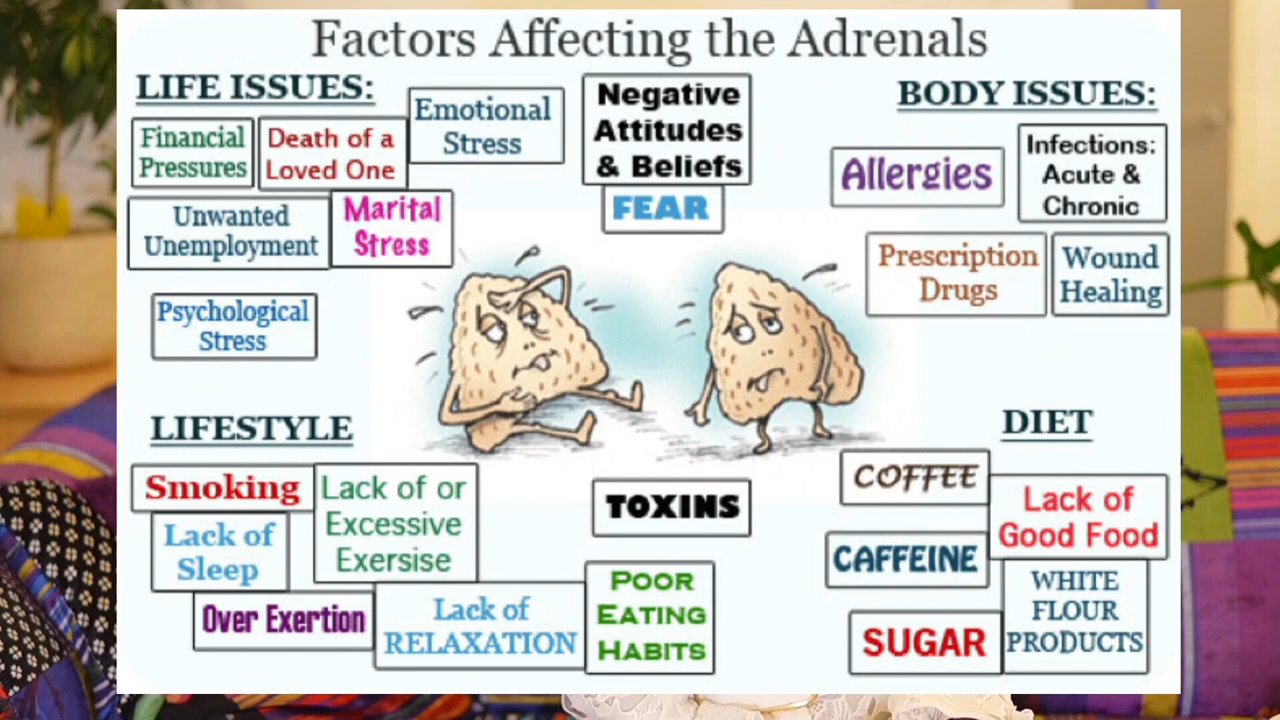 Factors Affecting the Adrenals
LIFE ISSUES:
Financial
Pressures
Death of a
Loved One
Emotional
Stress
Unwanted
Unemployment
Marital
Stress
Psychological
Stress
Negative
Attitudes
& Beliefs
FEAR
BODY ISSUES:
Allergies
Infections:
Acute &
Chronic
Prescription
Drugs
Wound
Healing
LIFESTYLE
Smoking
Lack of or
Excessive
Exersise
Lack of
Sleep
Over Exertion
Lack of
RELAXATION
TOXINS
POOR
EATING
HABITS
DIET
COFFEE
Lack of
Good Food
CAFFEINE
WHITE
FLOUR
PRODUCTS
SUGAR